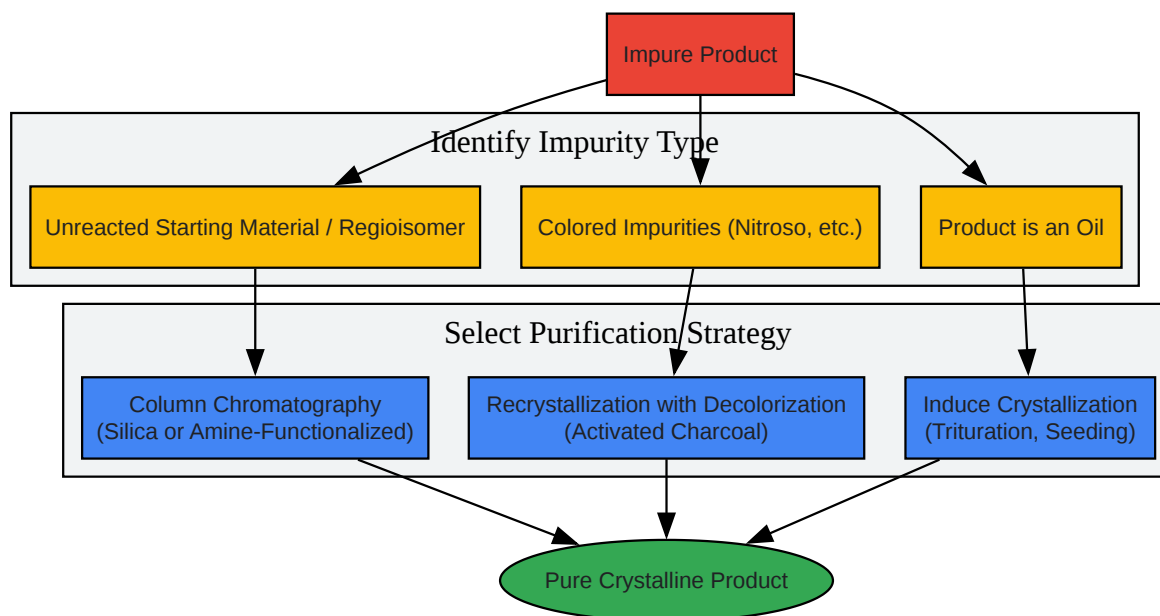 Impure Product
Identify Impurity Type
Unreacted Starting Material / Regioisomer
Colored Impurities (Nitroso, etc.)
Product is an Oil
Select Purification Strategy
Column Chromatography
(Silica or Amine-Functionalized)
Recrystallization with Decolorization
(Activated Charcoal)
Induce Crystallization
(Trituration, Seeding)
Pure Crystalline Product